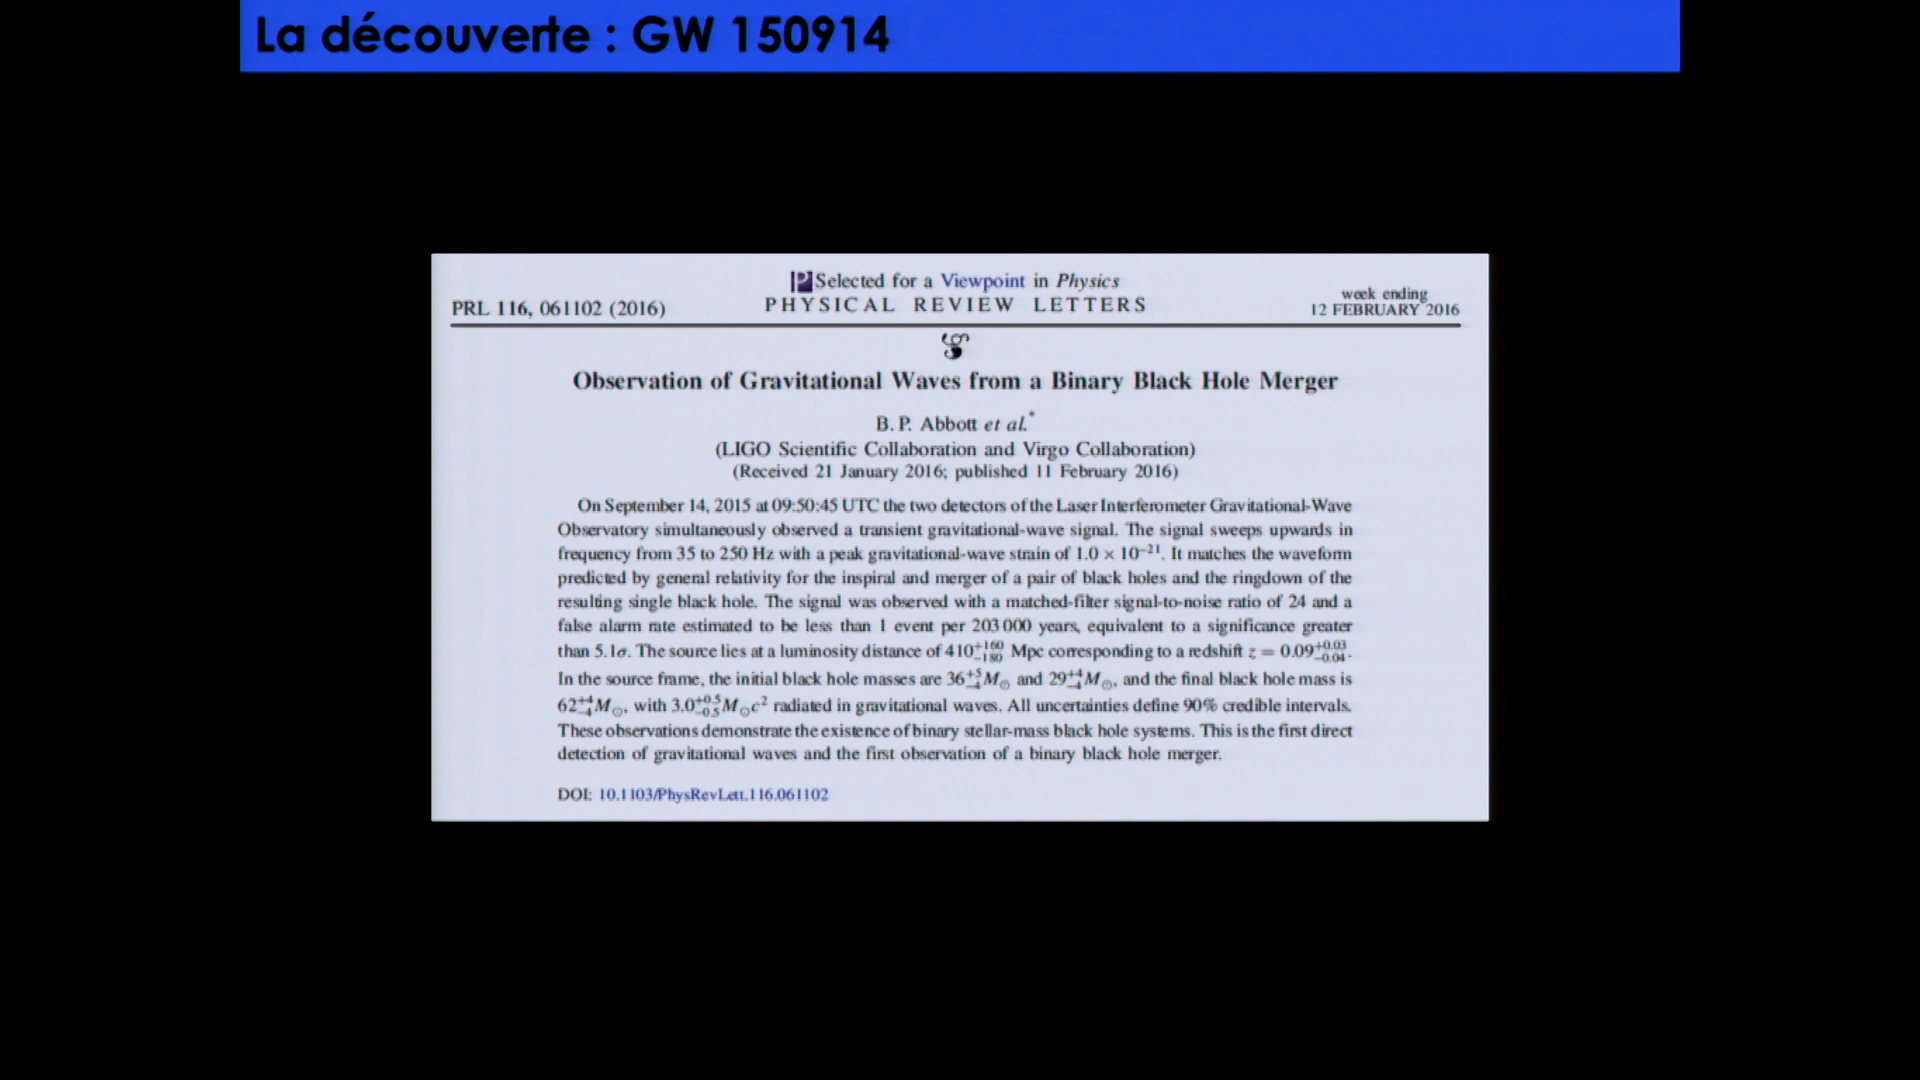 La découverte : GW 150914
Selected for a Viewpoint in Physics
PRL 116, 061102 (2016)
PHYSICAL REVIEW LETTERS
week ending
12 FEBRUARY 2016
Observation of Gravitational Waves from a Binary Black Hole Merger
B. P. Abbott et al.*
(LIGO Scientific Collaboration and Virgo Collaboration)
(Received 21 January 2016; published 11 February 2016)
On September 14, 2015 at 09:50:45 UTC the two detectors of the Laser Interferometer Gravitational-Wave
Observatory simultaneously observed a transient gravitational-wave signal. The signal sweeps upwards in
frequency from 35 to 250 Hz with a peak gravitational-wave strain of 1.0 × 10⁻²¹. It matches the waveform
predicted by general relativity for the inspiral and merger of a pair of black holes and the ringdown of the
resulting single black hole. The signal was observed with a matched-filter signal-to-noise ratio of 24 and a
false alarm rate estimated to be less than 1 event per 203 000 years, equivalent to a significance greater
than 5.1σ. The source lies at a luminosity distance of 410+160−180 Mpc corresponding to a redshift z = 0.09+0.03−0.04.
In the source frame, the initial black hole masses are 36+5−4M⊙ and 29+4−4M⊙, and the final black hole mass is
62+4−4M⊙, with 3.0+0.5−0.5M⊙c² radiated in gravitational waves. All uncertainties define 90% credible intervals.
These observations demonstrate the existence of binary stellar-mass black hole systems. This is the first direct
detection of gravitational waves and the first observation of a binary black hole merger.
DOI: 10.1103/PhysRevLett.116.061102